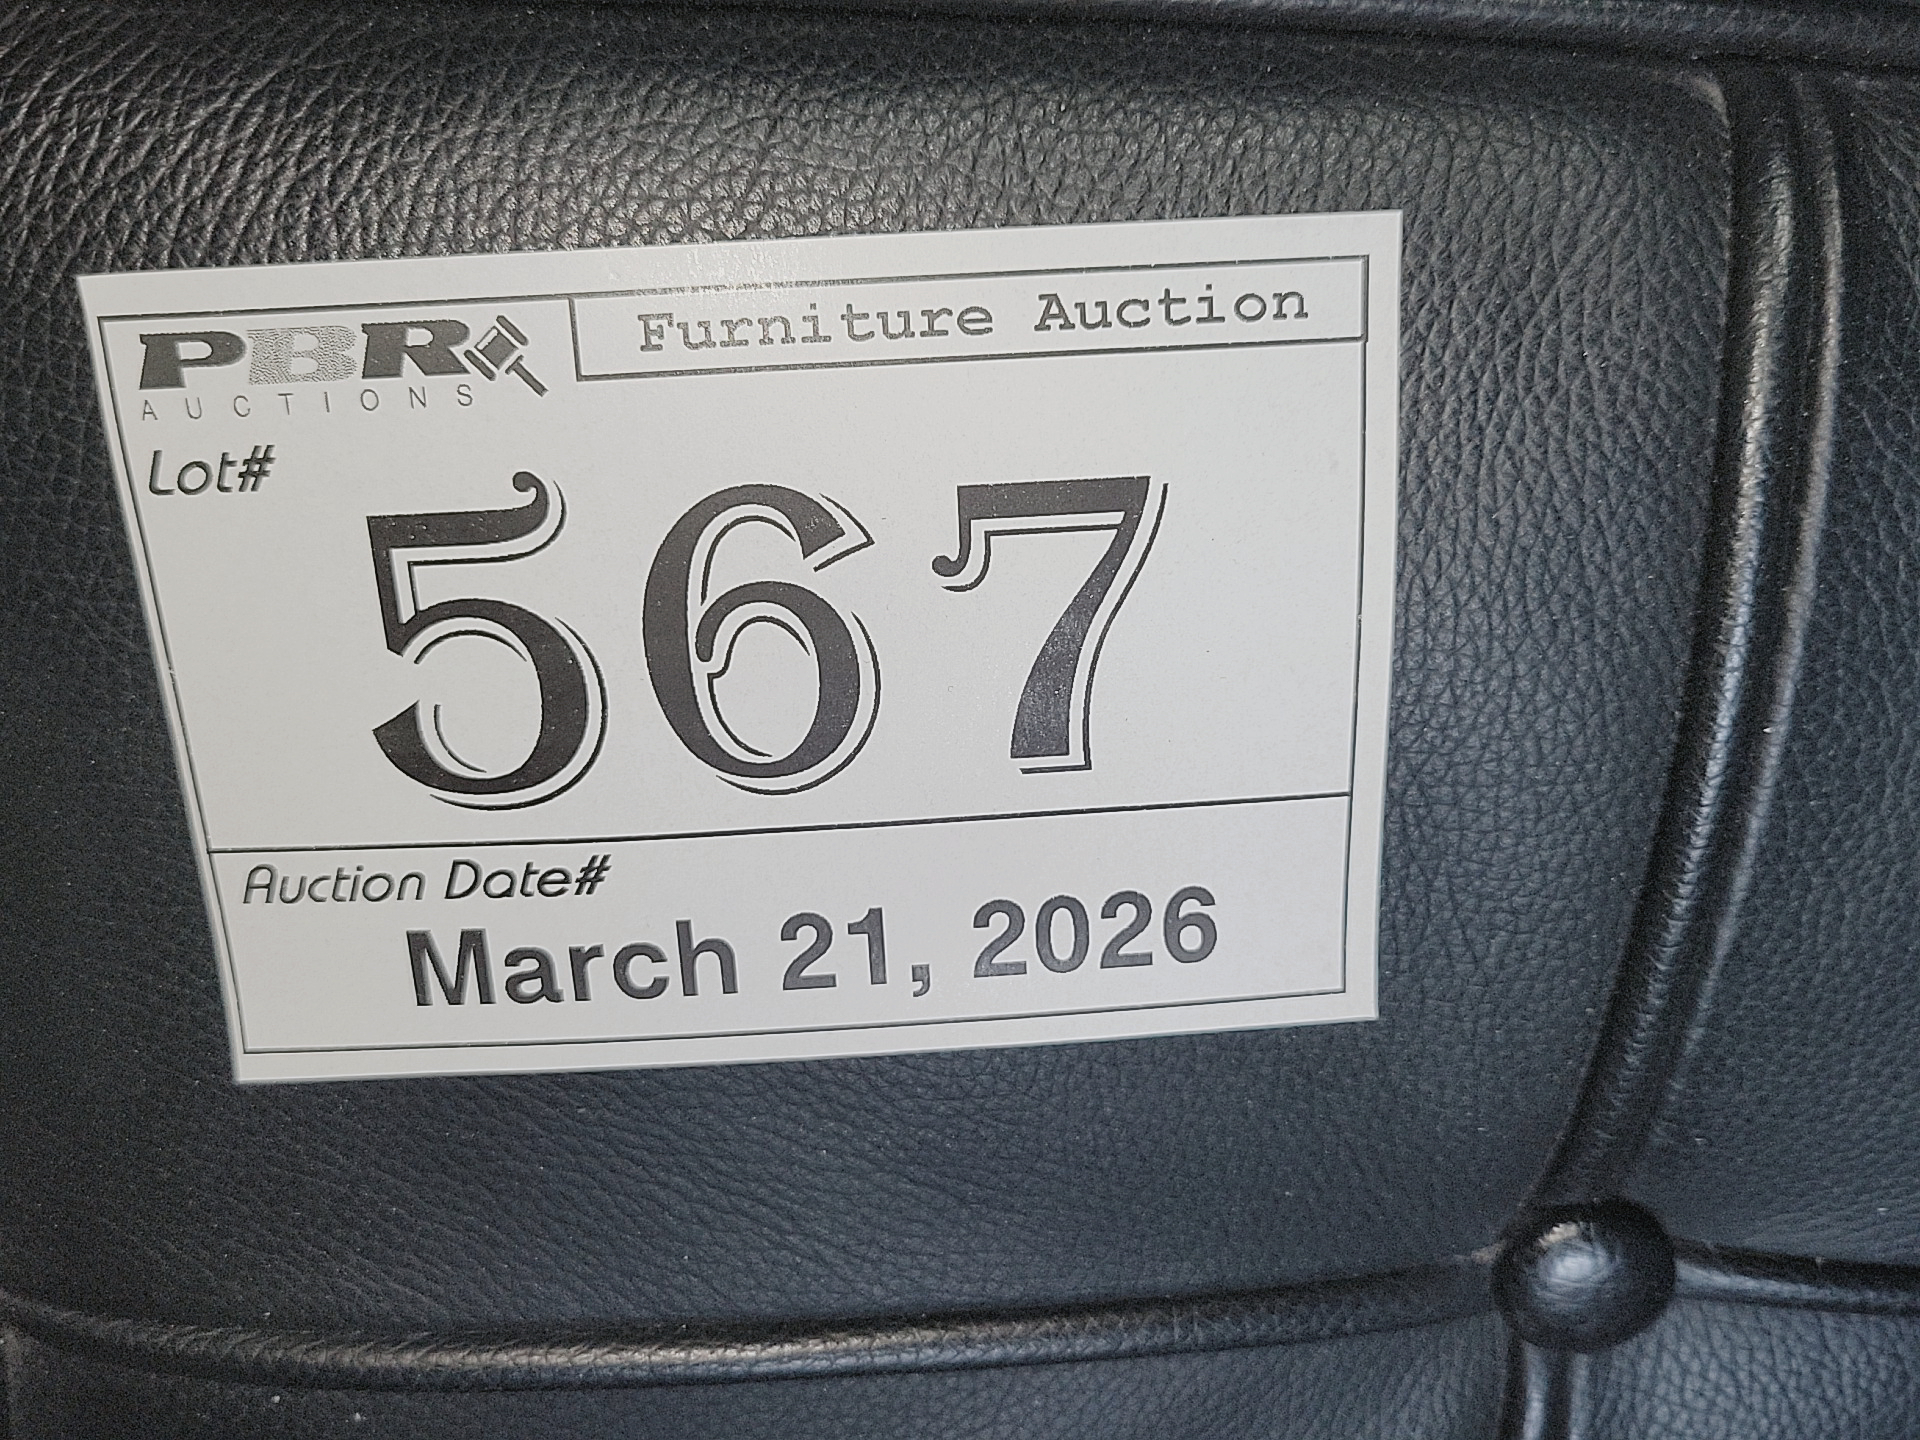 PBR
AUCTIONS
Furniture Auction
Lot#
567
Auction Date#
March 21, 2026